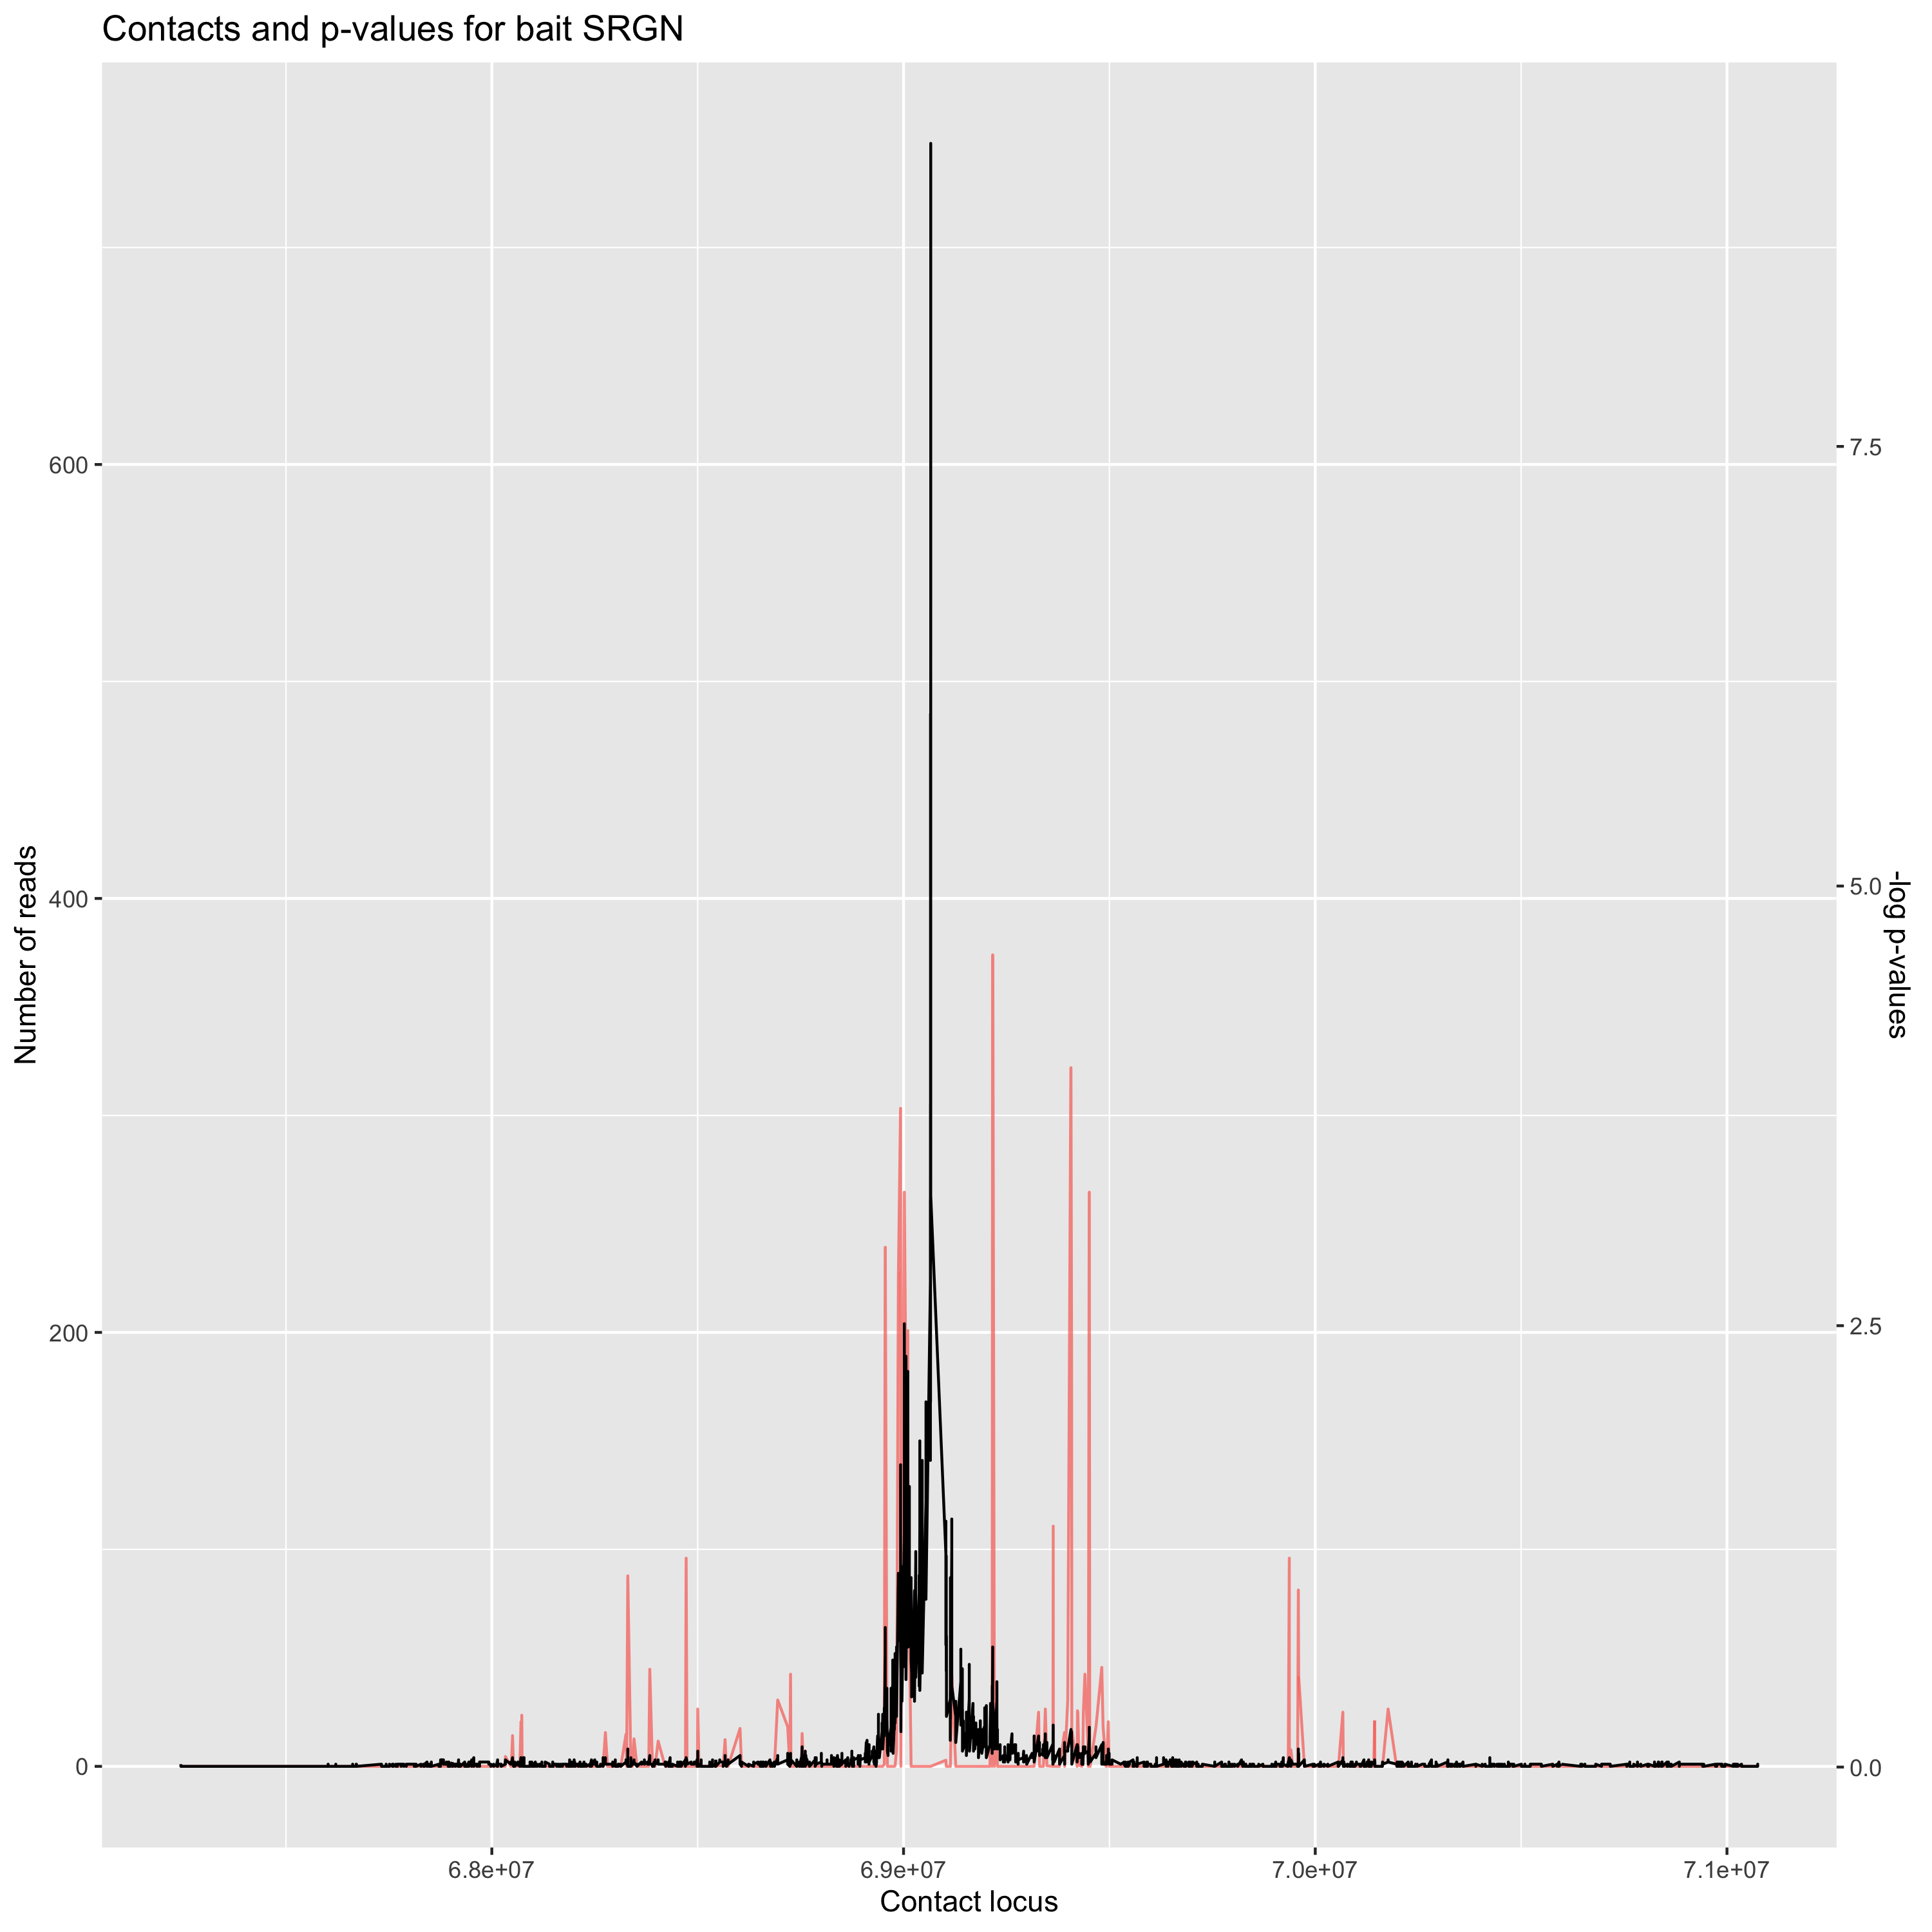 Contacts and p-values for bait SRGN
Number of reads
600
400
200
0
7.5
5.0
2.5
0.0
-log p-values
6.8e+07
6.9e+07
7.0e+07
7.1e+07
Contact locus